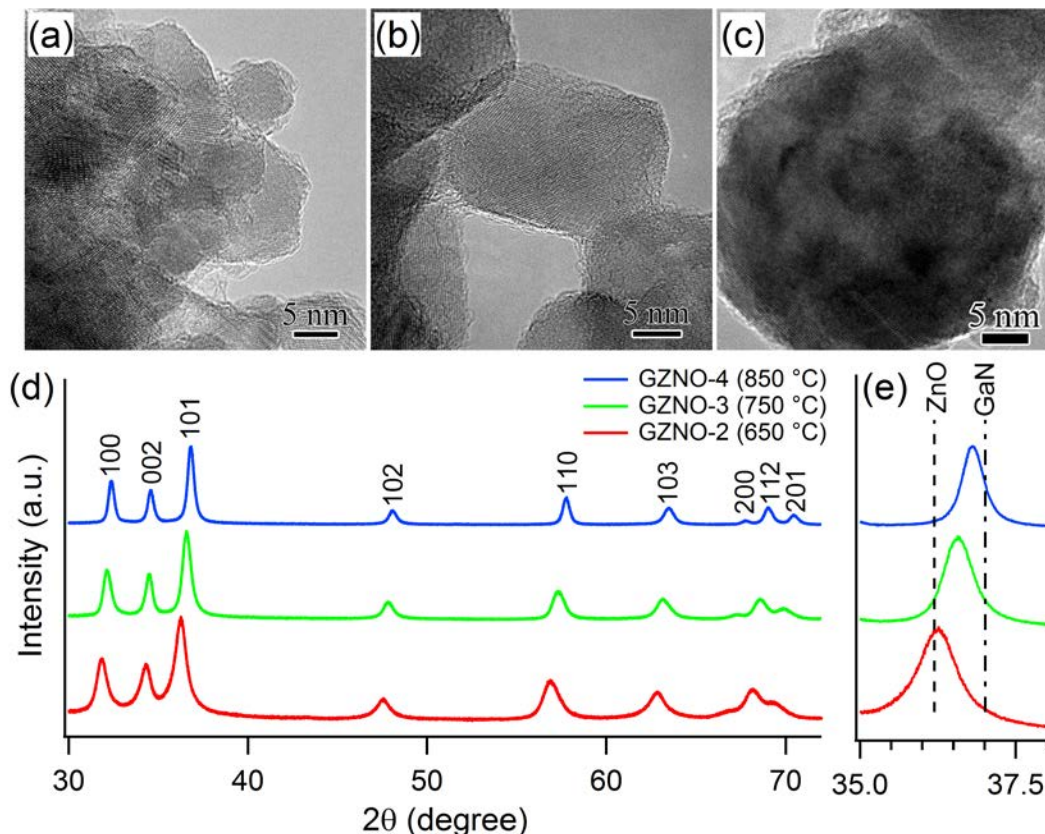 (a)
(b)
(c)
5 nm
5 nm
5 nm
(d)
GZNO-4 (850 °C)
GZNO-3 (750 °C)
GZNO-2 (650 °C)
100
002
101
102
110
103
200
112
201
Intensity (a.u.)
30
40
50
60
70
2θ (degree)
(e)
ZnO
GaN
35.0
37.5